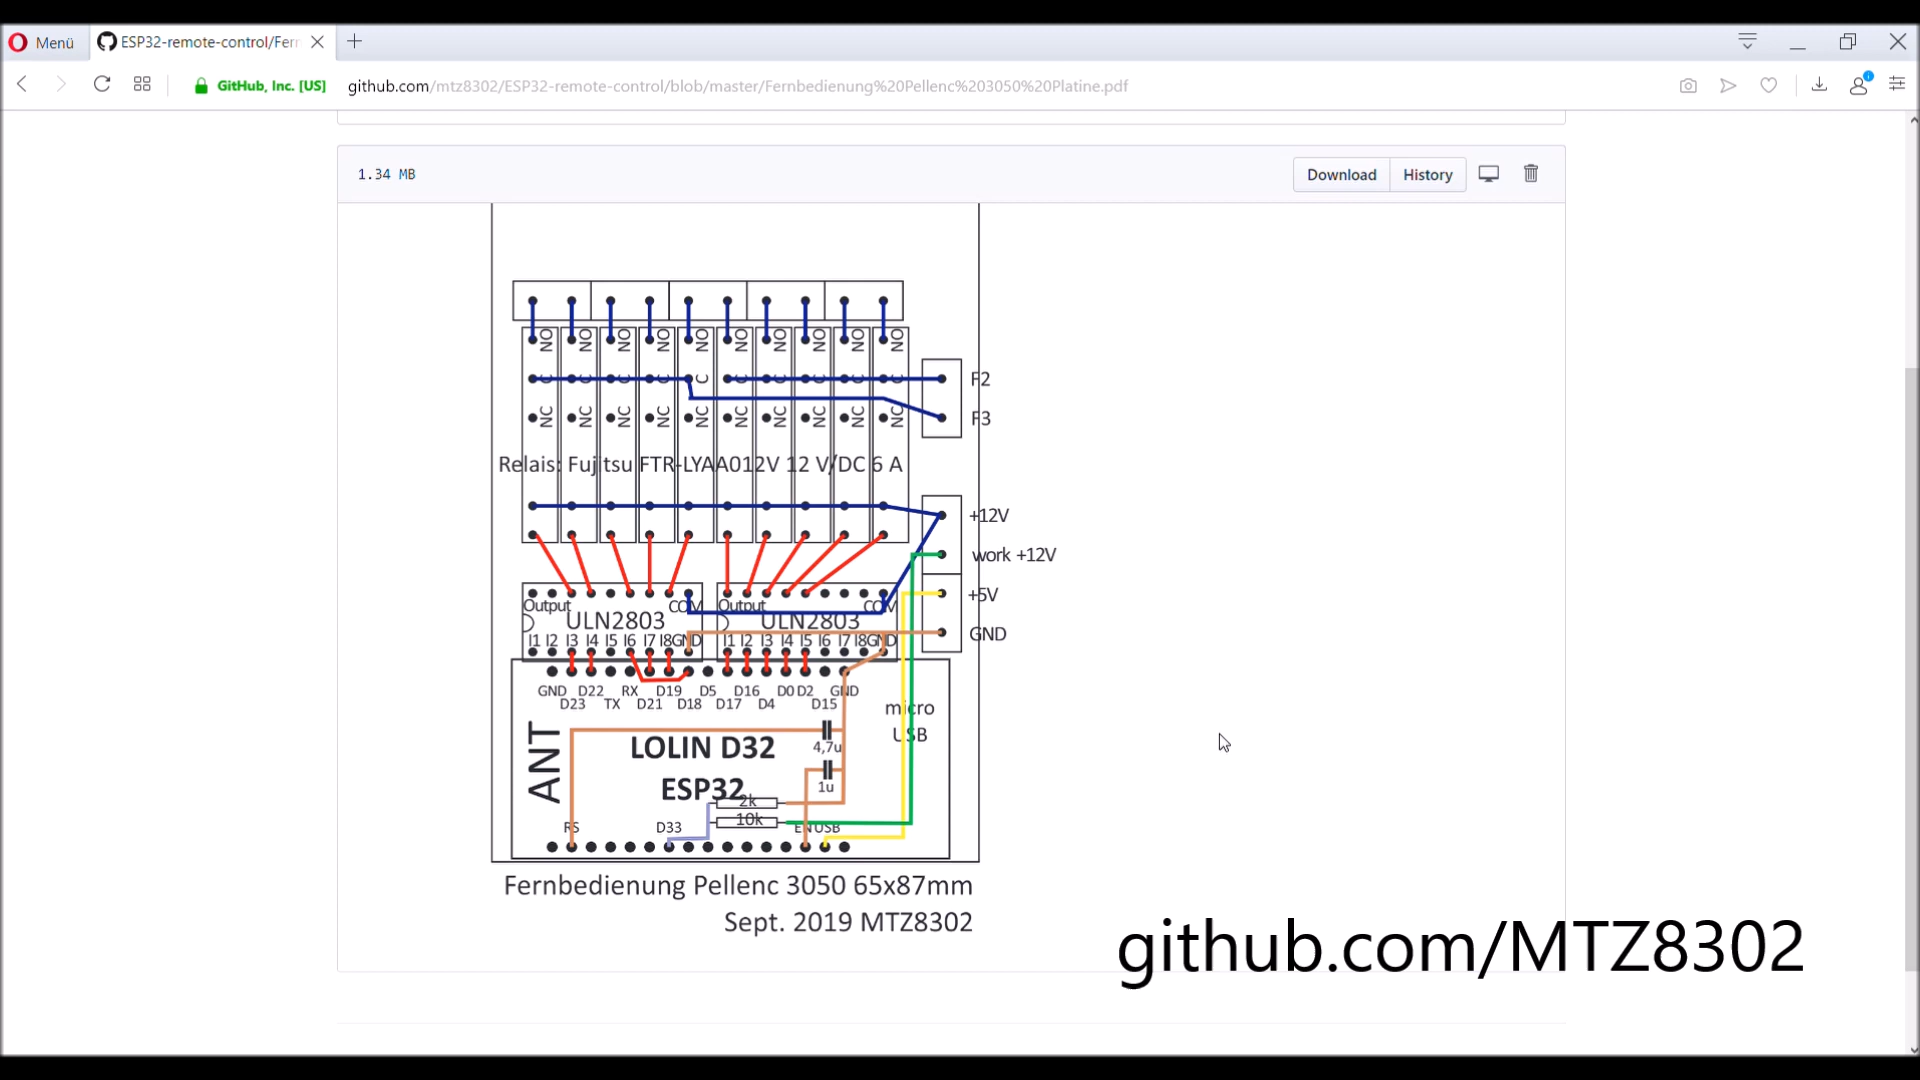 Menü
ESP32-remote-control/Fern
GitHub, Inc. [US]
github.com/mtz8302/ESP32-remote-control/blob/master/Fernbedienung%20Pellenc%203050%20Platine.pdf
1.34 MB
Download
History
NO NO NO NO NO NO NO NO NO NO
C C C C C C C C C C
F2
NC NC NC NC NC NC NC NC NC NC
F3
Relais: Fujitsu FTR-LYAA012V 12 V/DC 6 A
+12V
work +12V
+5V
Output COM Output COM
ULN2803 ULN2803
GND
I1 I2 I3 I4 I5 I6 I7 I8 GND I1 I2 I3 I4 I5 I6 I7 I8 GND
GND D22 RX D19 D5 D16 D0 D2 GND
D23 TX D21 D18 D17 D4 D15
micro
USB
ANT
LOLIN D32
ESP32
4,7u
1u
2k
10k
RS D33 EN USB
Fernbedienung Pellenc 3050 65x87mm
Sept. 2019 MTZ8302
github.com/MTZ8302